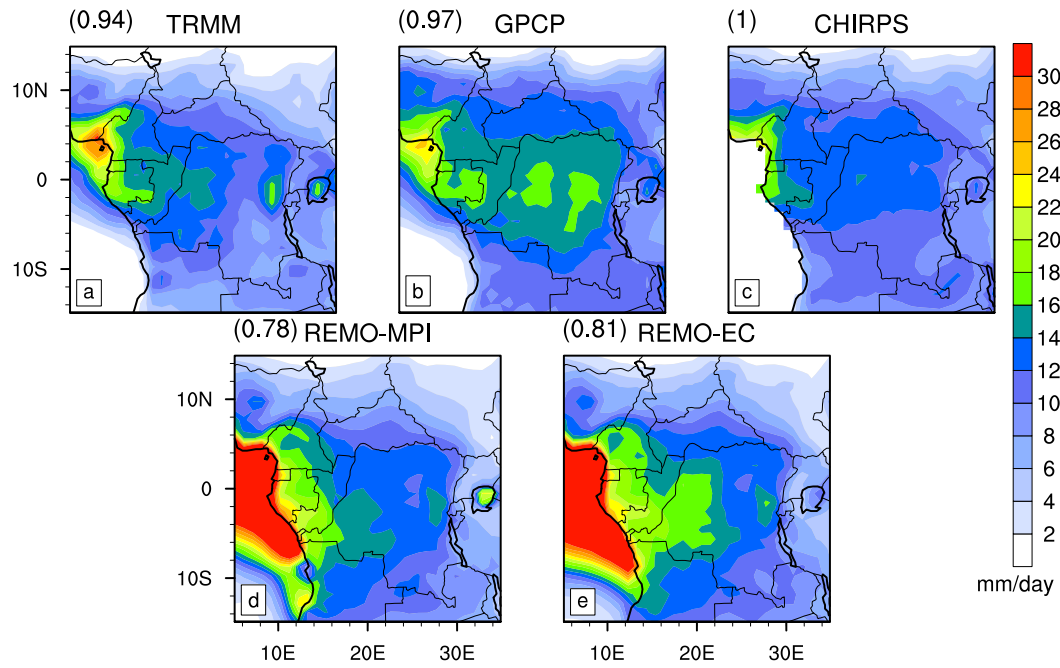 (0.94) TRMM
(0.97) GPCP
(1) CHIRPS
10N
0
10S
a
b
c
30
28
26
24
22
20
18
16
14
12
10
8
6
4
2
mm/day
(0.78) REMO-MPI
(0.81) REMO-EC
10N
0
10S
d
e
10E
20E
30E
10E
20E
30E